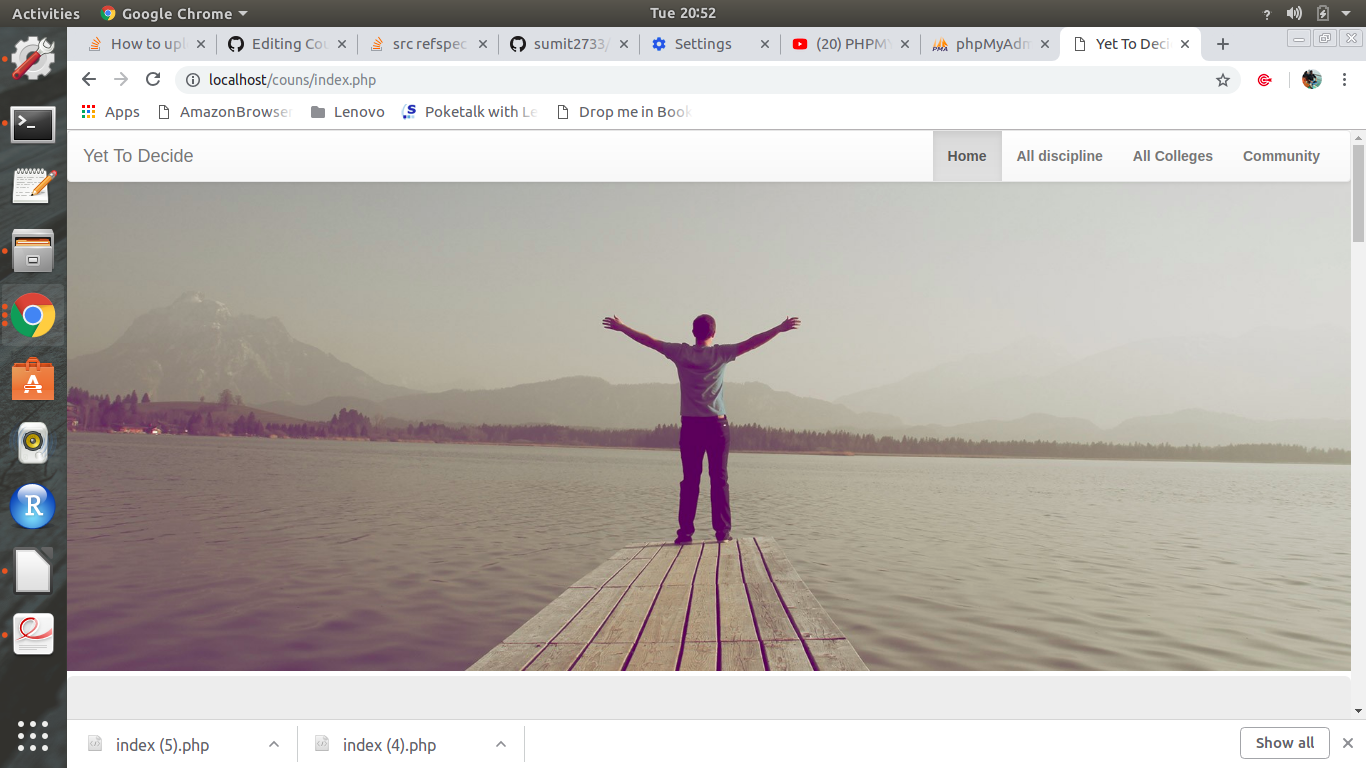 Activities Google Chrome Tue 20:52 ?
How to upl Editing Cou src refspec sumit2733/ Settings (20) PHPMY phpMyAdm Yet To Deci
localhost/couns/index.php
Apps AmazonBrowser Lenovo Poketalk with Le Drop me in Book
Yet To Decide Home All discipline All Colleges Community
index (5).php index (4).php Show all